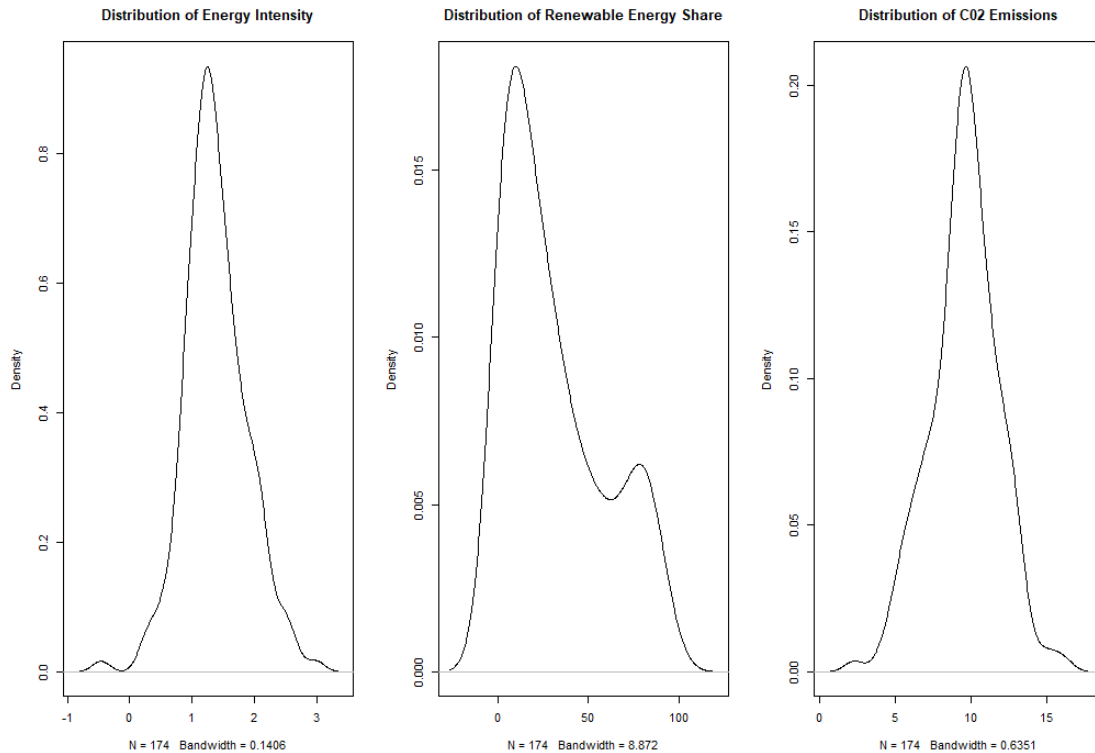 Distribution of Energy Intensity
Density
0.0
0.2
0.4
0.6
0.8
-1 0 1 2 3
N = 174 Bandwidth = 0.1406
Distribution of Renewable Energy Share
Density
0.000
0.005
0.010
0.015
0 50 100
N = 174 Bandwidth = 8.872
Distribution of C02 Emissions
Density
0.00
0.05
0.10
0.15
0.20
0 5 10 15
N = 174 Bandwidth = 0.6351